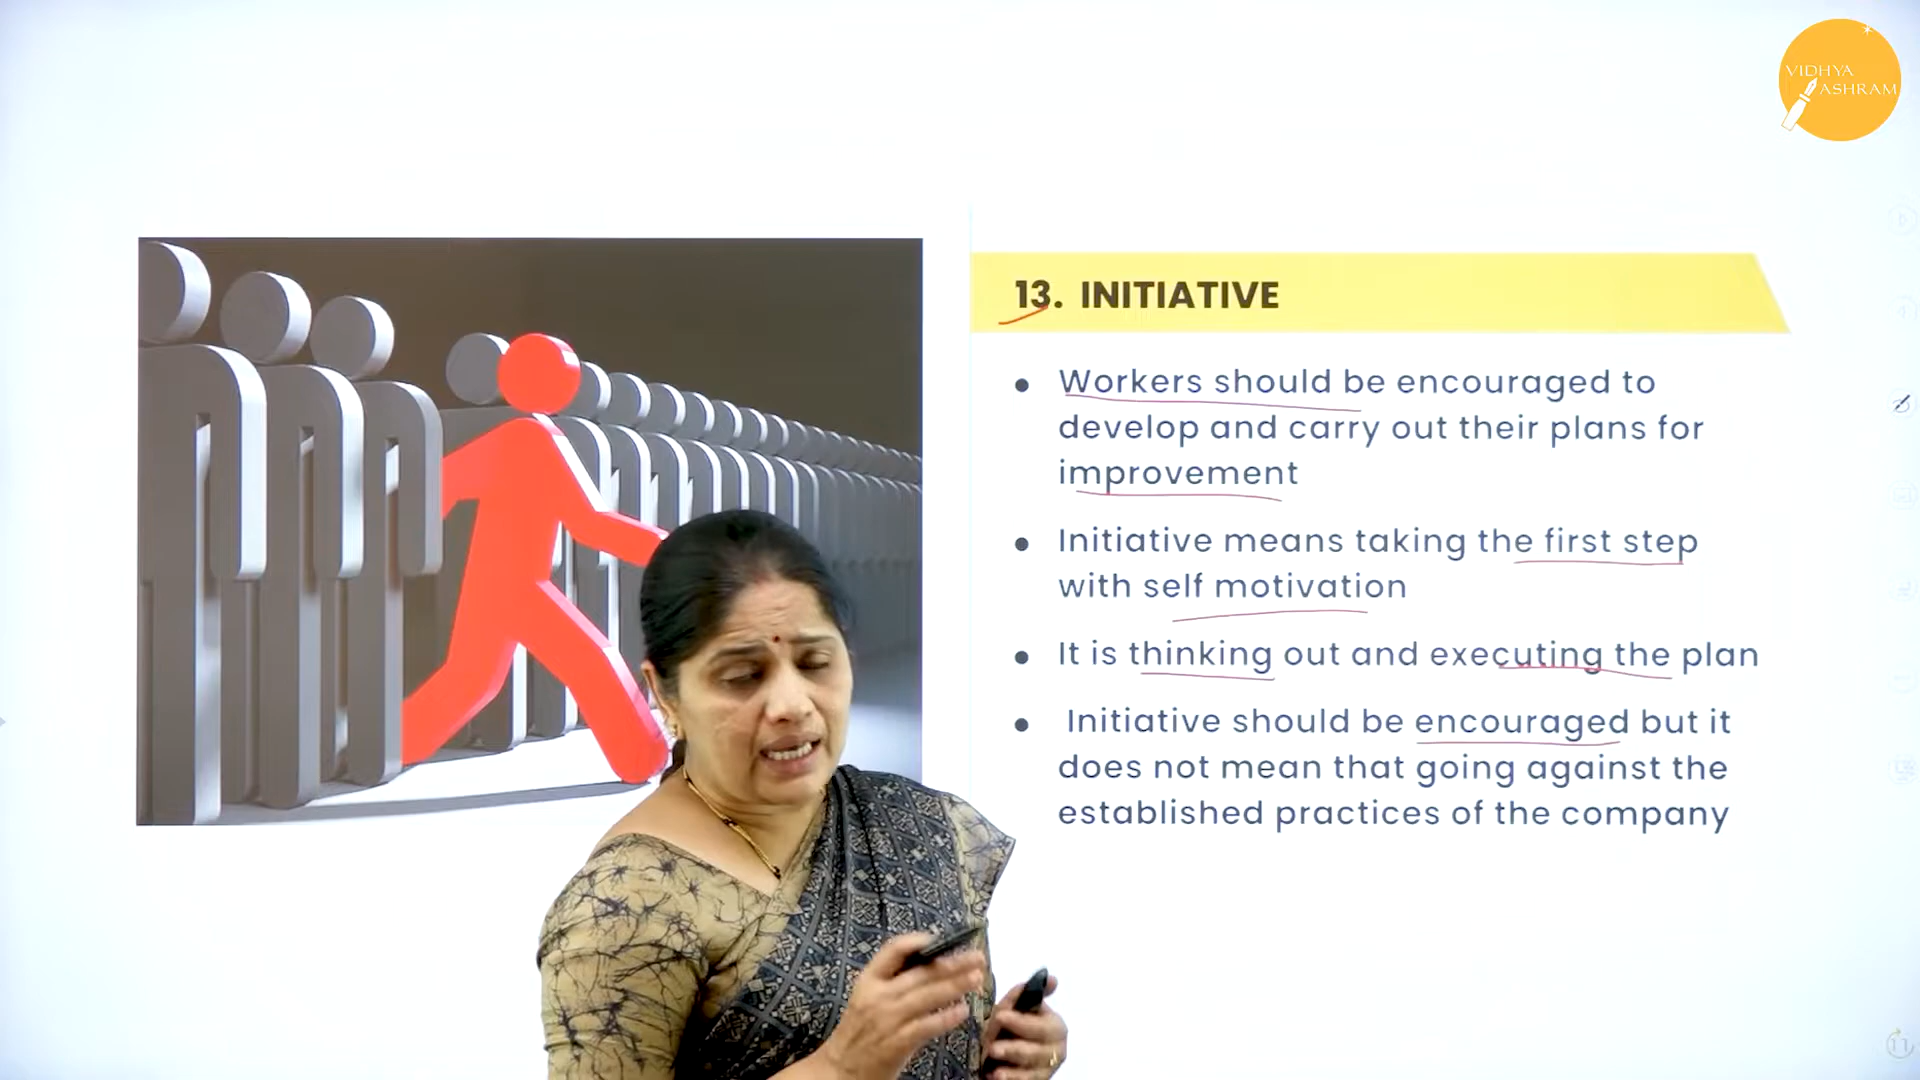 VIDHYA
ASHRAM
13. INITIATIVE
• Workers should be encouraged to
develop and carry out their plans for
improvement
• Initiative means taking the first step
with self motivation
• It is thinking out and executing the plan
• Initiative should be encouraged but it
does not mean that going against the
established practices of the company